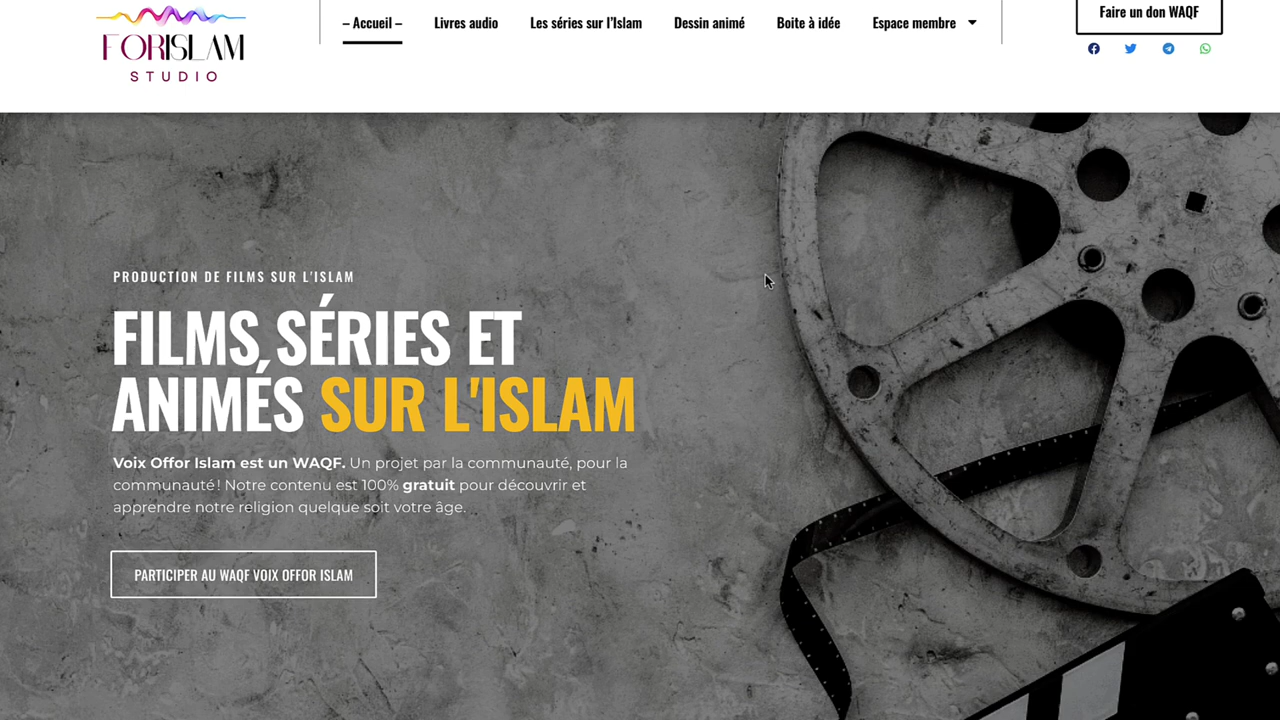 FORISLAM
STUDIO
– Accueil –
Livres audio
Les séries sur l'Islam
Dessin animé
Boite à idée
Espace membre
Faire un don WAQF
PRODUCTION DE FILMS SUR L'ISLAM
FILMS SÉRIES ET
ANIMÉS SUR L'ISLAM
Voix Offor Islam est un WAQF. Un projet par la communauté, pour la
communauté! Notre contenu est 100% gratuit pour découvrir et
apprendre notre religion quelque soit votre âge.
PARTICIPER AU WAQF VOIX OFFOR ISLAM